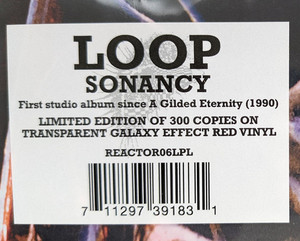 LOOP
SONANCY
First studio album since A Gilded Eternity (1990)
LIMITED EDITION OF 300 COPIES ON
TRANSPARENT GALAXY EFFECT RED VINYL
REACTOR06LPL
7 11297 39183 1